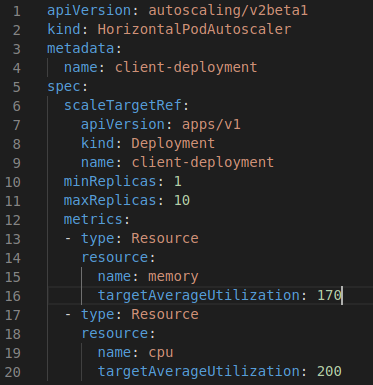 1 apiVersion: autoscaling/v2beta1
2 kind: HorizontalPodAutoscaler
3 metadata:
4   name: client-deployment
5 spec:
6   scaleTargetRef:
7     apiVersion: apps/v1
8     kind: Deployment
9     name: client-deployment
10   minReplicas: 1
11   maxReplicas: 10
12   metrics:
13   - type: Resource
14     resource:
15       name: memory
16       targetAverageUtilization: 170
17   - type: Resource
18     resource:
19       name: cpu
20       targetAverageUtilization: 200